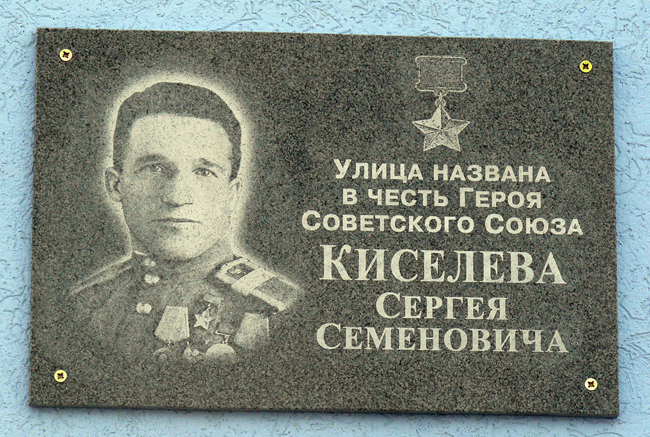 Улица названа
в честь Героя
Советского Союза
Киселева
Сергея
Семеновича